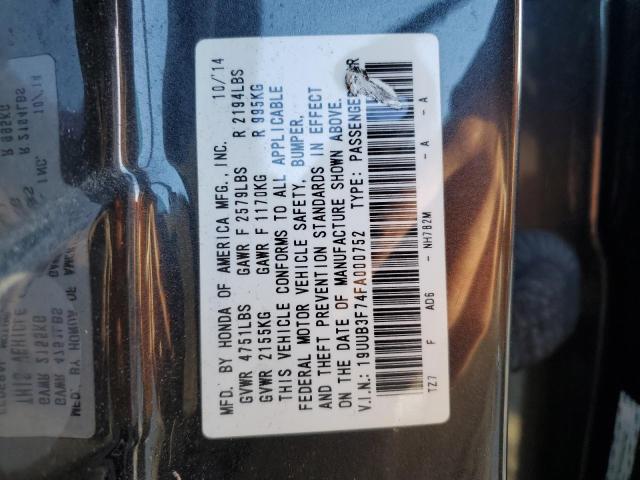 MFD. BY HONDA OF AMERICA MFG., INC. 10/14
GVWR 4751LBS GAWR F 2579LBS R 2194LBS
GVWR 2155KG GAWR F 1170KG R 995KG
THIS VEHICLE CONFORMS TO ALL APPLICABLE
FEDERAL MOTOR VEHICLE SAFETY, BUMPER,
AND THEFT PREVENTION STANDARDS IN EFFECT
ON THE DATE OF MANUFACTURE SHOWN ABOVE.
V.I.N.: 19UUB3F74FA000752 TYPE: PASSENGER
TZ7 F AD6 - NH782M - A - A